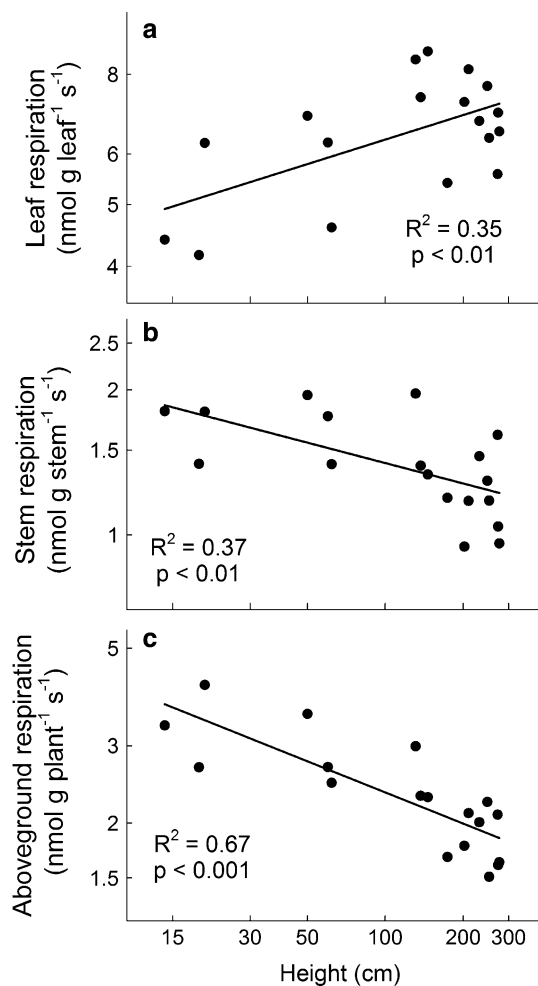 a
8
6
5
4
Leaf respiration
(nmol g leaf⁻¹ s⁻¹)
R² = 0.35
p < 0.01
b
2.5
2
1.5
1
Stem respiration
(nmol g stem⁻¹ s⁻¹)
R² = 0.37
p < 0.01
c
5
3
2
1.5
Aboveground respiration
(nmol g plant⁻¹ s⁻¹)
R² = 0.67
p < 0.001
15 30 50 100 200 300
Height (cm)